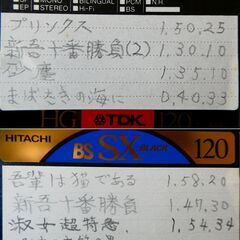 SP EP MONO STEREO BILINGUAL Hi-Fi P.C.M. N.R.
プリンクス 1.50.25
新吾十番勝負(2) 1.30.10
砂塵 1.35.10
まばたきの海に 0.40.33
HG TDK 120
HITACHI BS SX BLACK 120
吾輩は猫である 1.58.20
新吾十番勝負 1.47.30
淑女超特急 1.54.34